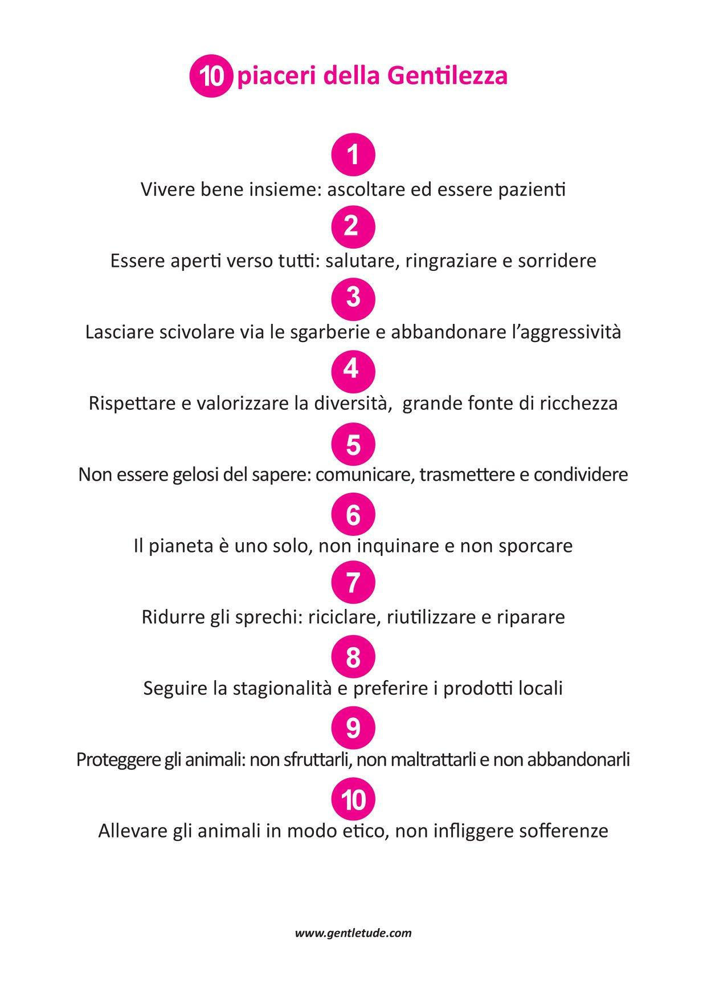 10 piaceri della Gentilezza
1
Vivere bene insieme: ascoltare ed essere pazienti
2
Essere aperti verso tutti: salutare, ringraziare e sorridere
3
Lasciare scivolare via le sgarberie e abbandonare l’aggressività
4
Rispettare e valorizzare la diversità,  grande fonte di ricchezza
5
Non essere gelosi del sapere: comunicare, trasmettere e condividere
6
Il pianeta è uno solo, non inquinare e non sporcare
7
Ridurre gli sprechi: riciclare, riutilizzare e riparare
8
Seguire la stagionalità e preferire i prodotti locali
9
Proteggere gli animali: non sfruttarli, non maltrattarli e non abbandonarli
10
Allevare gli animali in modo etico, non infliggere sofferenze
www.gentletude.com